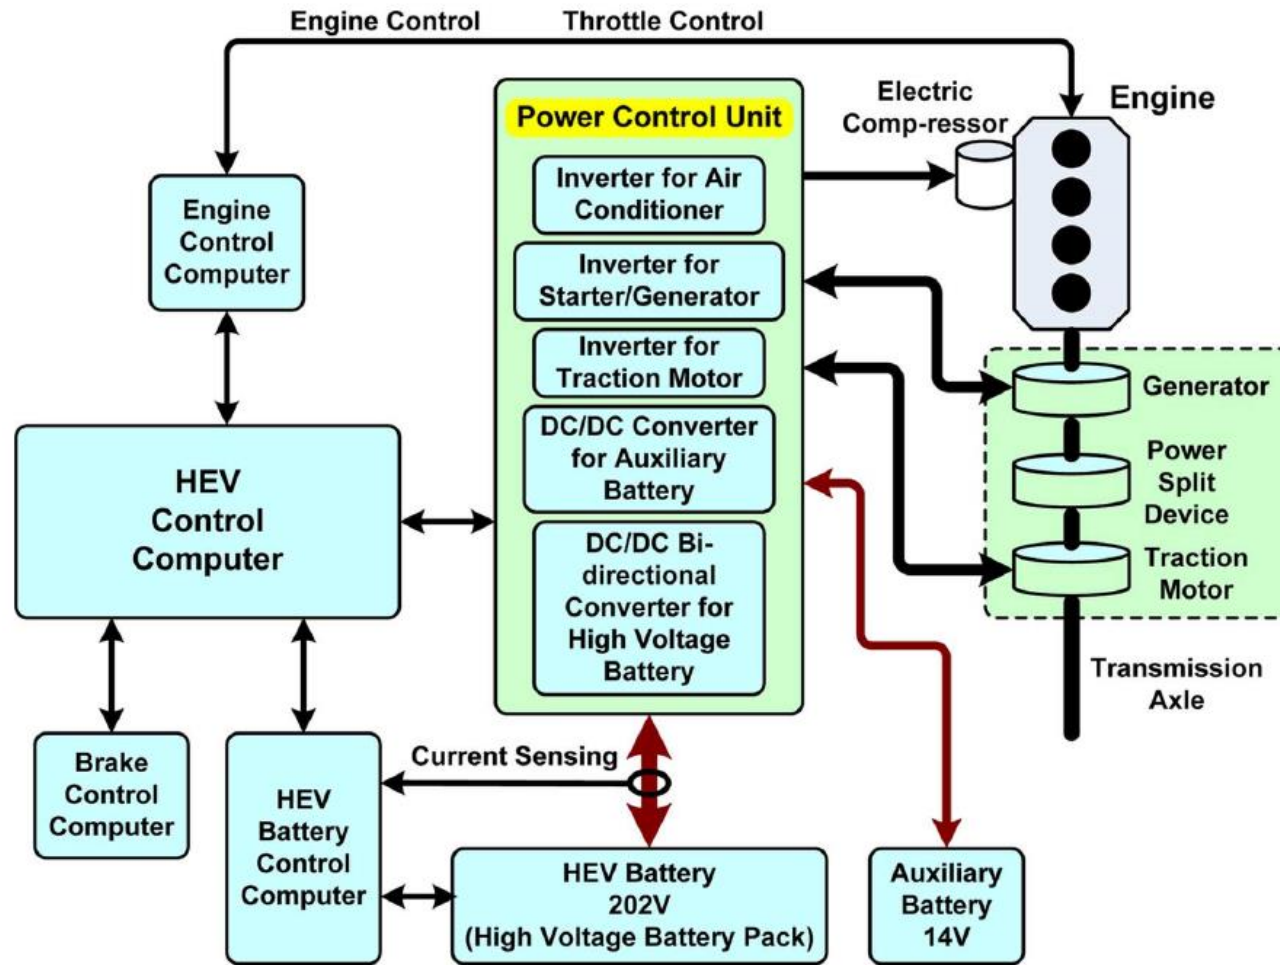 Engine Control
Throttle Control
Electric
Comp-ressor
Engine
Power Control Unit
Inverter for Air
Conditioner
Inverter for
Starter/Generator
Inverter for
Traction Motor
DC/DC Converter
for Auxiliary
Battery
DC/DC Bi-
directional
Converter for
High Voltage
Battery
Engine
Control
Computer
HEV
Control
Computer
Generator
Power
Split
Device
Traction
Motor
Transmission
Axle
Brake
Control
Computer
HEV
Battery
Control
Computer
Current Sensing
HEV Battery
202V
(High Voltage Battery Pack)
Auxiliary
Battery
14V